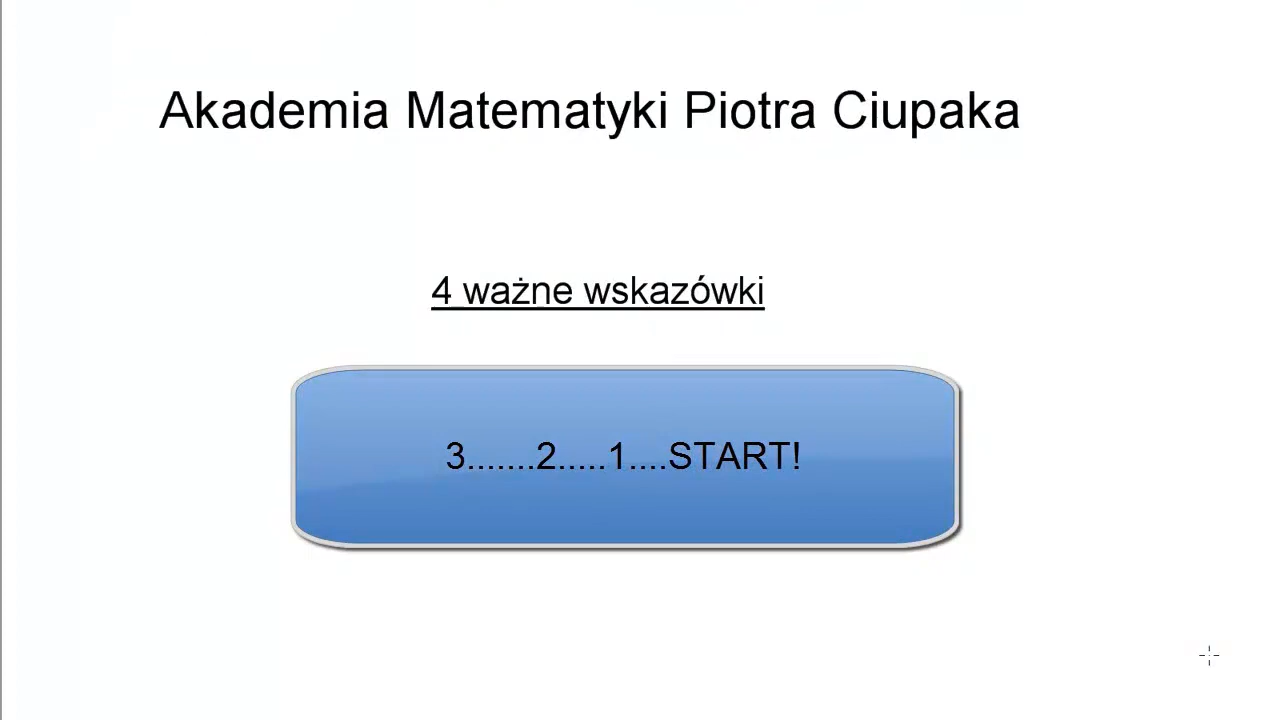 Akademia Matematyki Piotra Ciupaka
4 ważne wskazówki
3.......2.....1....START!